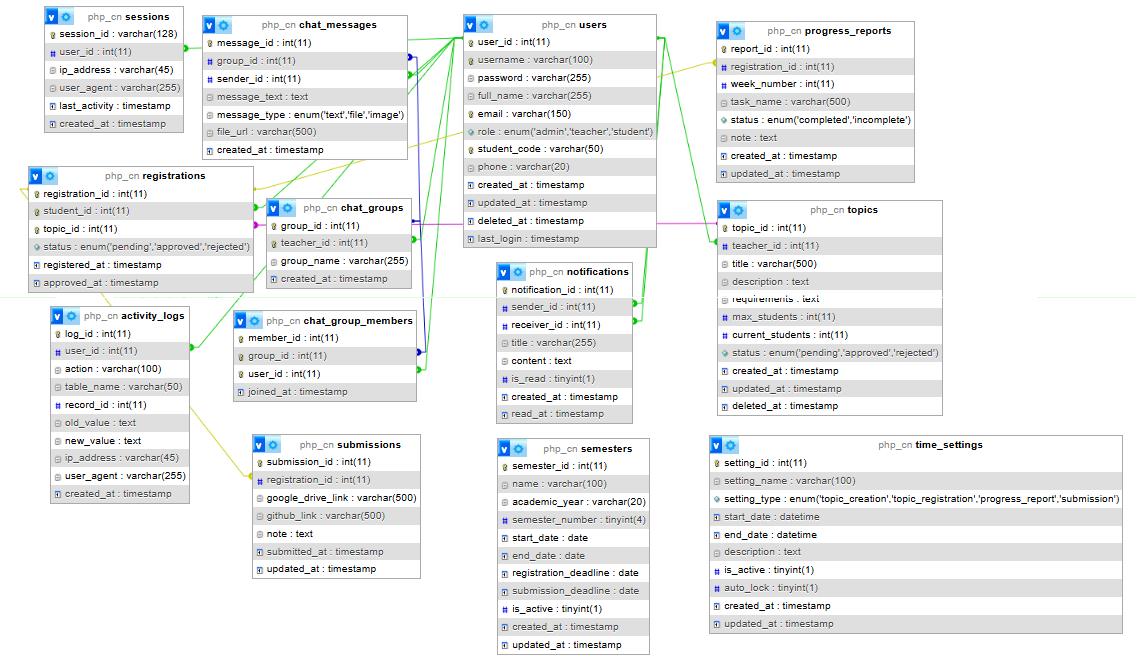 v php_cn sessions
session_id : varchar(128)
user_id : int(11)
ip_address : varchar(45)
user_agent : varchar(255)
last_activity : timestamp
created_at : timestamp
v php_cn chat_messages
message_id : int(11)
group_id : int(11)
sender_id : int(11)
message_text : text
message_type : enum('text','file','image')
file_url : varchar(500)
created_at : timestamp
v php_cn users
user_id : int(11)
username : varchar(100)
password : varchar(255)
full_name : varchar(255)
email : varchar(150)
role : enum('admin','teacher','student')
student_code : varchar(50)
phone : varchar(20)
created_at : timestamp
updated_at : timestamp
deleted_at : timestamp
last_login : timestamp
v php_cn progress_reports
report_id : int(11)
registration_id : int(11)
week_number : int(11)
task_name : varchar(500)
status : enum('completed','incomplete')
note : text
created_at : timestamp
updated_at : timestamp
v php_cn registrations
registration_id : int(11)
student_id : int(11)
topic_id : int(11)
status : enum('pending','approved','rejected')
registered_at : timestamp
approved_at : timestamp
v php_cn chat_groups
group_id : int(11)
teacher_id : int(11)
group_name : varchar(255)
created_at : timestamp
v php_cn topics
topic_id : int(11)
teacher_id : int(11)
title : varchar(500)
description : text
requirements : text
max_students : int(11)
current_students : int(11)
status : enum('pending','approved','rejected')
created_at : timestamp
updated_at : timestamp
deleted_at : timestamp
v php_cn notifications
notification_id : int(11)
sender_id : int(11)
receiver_id : int(11)
title : varchar(255)
content : text
is_read : tinyint(1)
created_at : timestamp
read_at : timestamp
v php_cn activity_logs
log_id : int(11)
user_id : int(11)
action : varchar(100)
table_name : varchar(50)
record_id : int(11)
old_value : text
new_value : text
ip_address : varchar(45)
user_agent : varchar(255)
created_at : timestamp
v php_cn chat_group_members
member_id : int(11)
group_id : int(11)
user_id : int(11)
joined_at : timestamp
v php_cn submissions
submission_id : int(11)
registration_id : int(11)
google_drive_link : varchar(500)
github_link : varchar(500)
note : text
submitted_at : timestamp
updated_at : timestamp
v php_cn semesters
semester_id : int(11)
name : varchar(100)
academic_year : varchar(20)
semester_number : tinyint(4)
start_date : date
end_date : date
registration_deadline : date
submission_deadline : date
is_active : tinyint(1)
created_at : timestamp
updated_at : timestamp
v php_cn time_settings
setting_id : int(11)
setting_name : varchar(100)
setting_type : enum('topic_creation','topic_registration','progress_report','submission')
start_date : datetime
end_date : datetime
description : text
is_active : tinyint(1)
auto_lock : tinyint(1)
created_at : timestamp
updated_at : timestamp